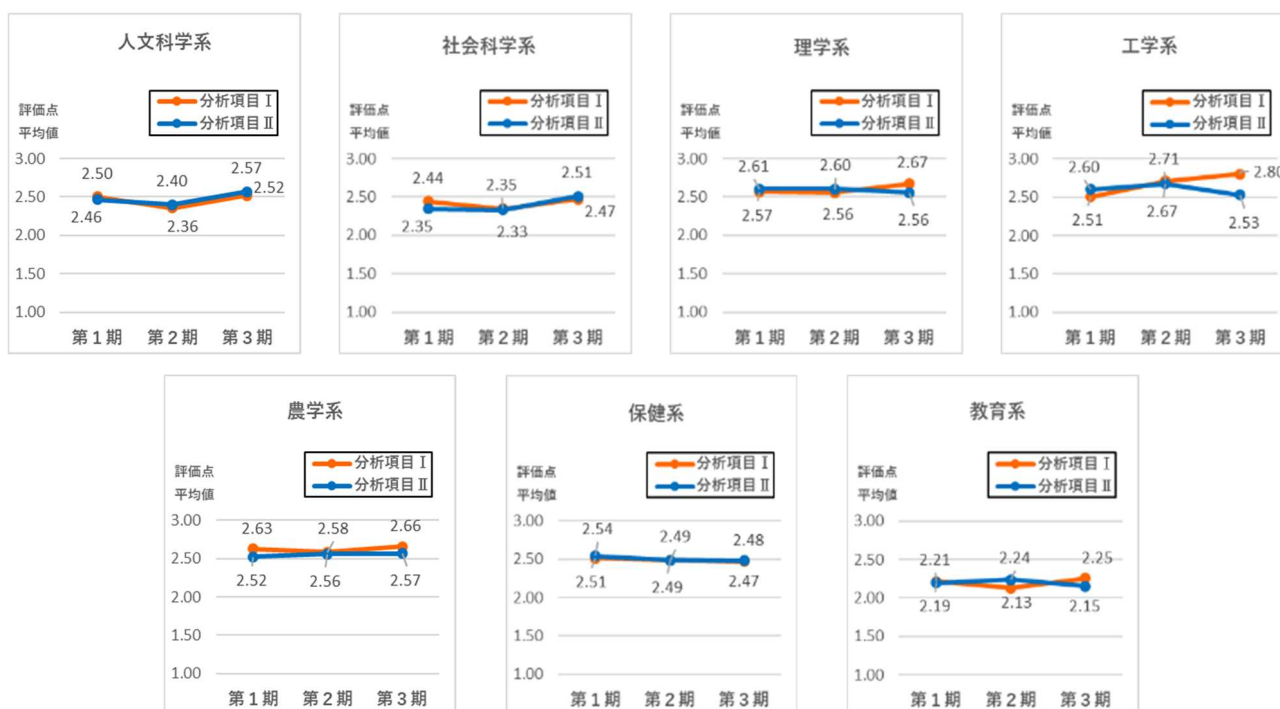 人文科学系
分析項目Ⅰ
分析項目Ⅱ
評価点
平均値
3.00
2.50
2.00
1.50
1.00
2.50
2.40
2.57
2.52
2.46
2.36
第1期 第2期 第3期
社会科学系
分析項目Ⅰ
分析項目Ⅱ
評価点
平均値
3.00
2.50
2.00
1.50
1.00
2.44
2.35
2.51
2.47
2.35
2.33
第1期 第2期 第3期
理学系
分析項目Ⅰ
分析項目Ⅱ
評価点
平均値
3.00
2.50
2.00
1.50
1.00
2.61
2.60
2.67
2.57
2.56
2.56
第1期 第2期 第3期
工学系
分析項目Ⅰ
分析項目Ⅱ
評価点
平均値
3.00
2.50
2.00
1.50
1.00
2.60
2.71
2.80
2.51
2.67
2.53
第1期 第2期 第3期
農学系
分析項目Ⅰ
分析項目Ⅱ
評価点
平均値
3.00
2.50
2.00
1.50
1.00
2.63
2.58
2.66
2.52
2.56
2.57
第1期 第2期 第3期
保健系
分析項目Ⅰ
分析項目Ⅱ
評価点
平均値
3.00
2.50
2.00
1.50
1.00
2.54
2.49
2.48
2.51
2.49
2.47
第1期 第2期 第3期
教育系
分析項目Ⅰ
分析項目Ⅱ
評価点
平均値
3.00
2.50
2.00
1.50
1.00
2.21
2.24
2.25
2.19
2.13
2.15
第1期 第2期 第3期